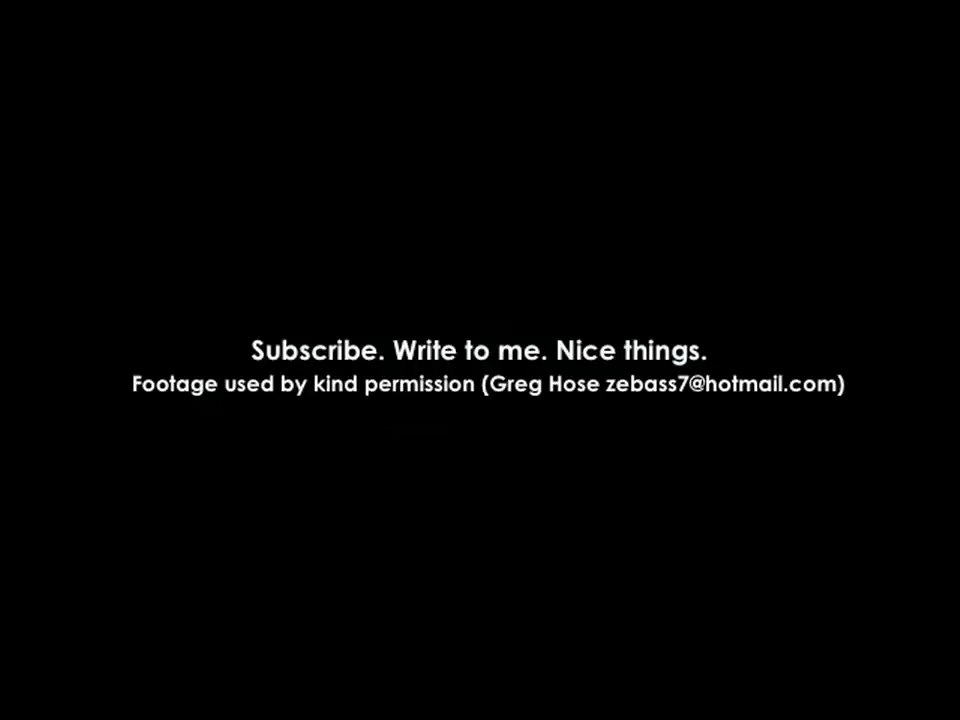 Subscribe. Write to me. Nice things.
Footage used by kind permission (Greg Hose zebass7@hotmail.com)